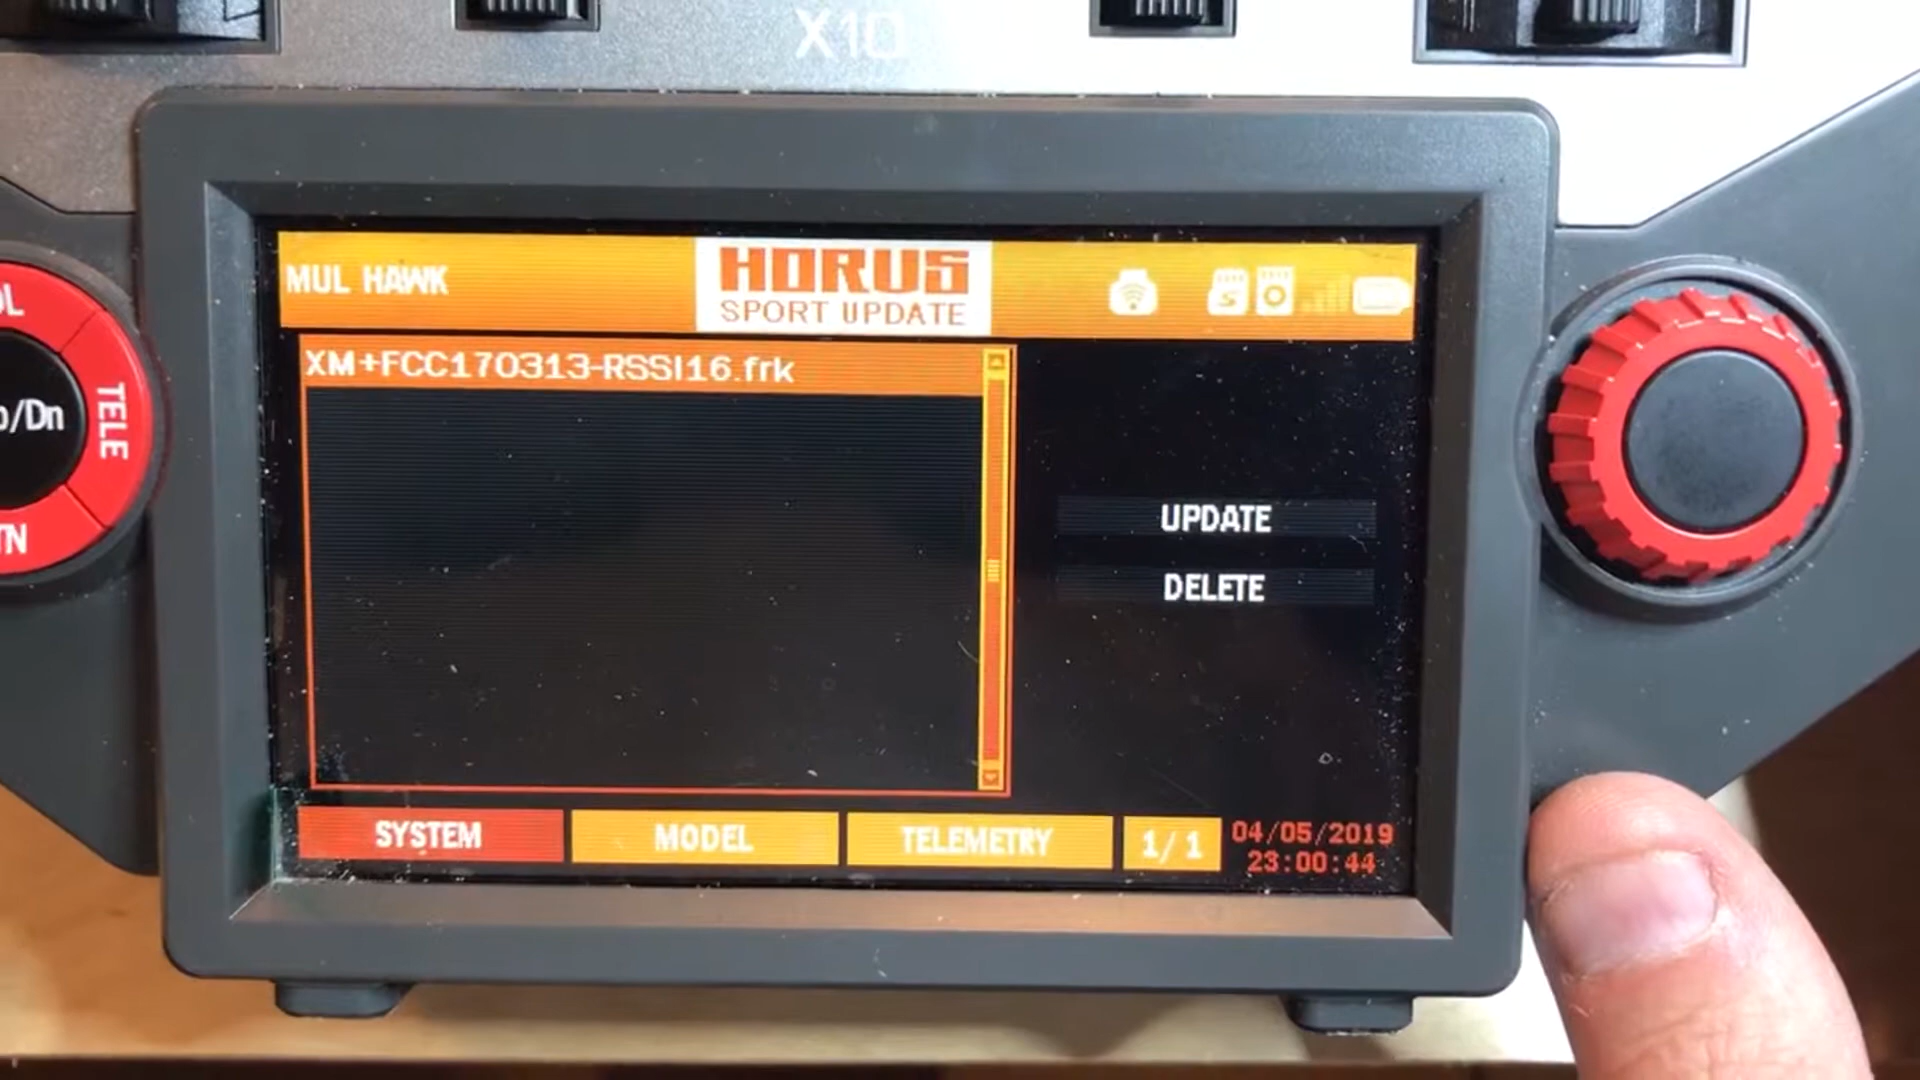 X10
MUL HAWK
HORUS
SPORT UPDATE
XM+FCC170313-RSSI16.frk
UPDATE
DELETE
TELE
/Dn
SYSTEM
MODEL
TELEMETRY
1/1
04/05/2019
23:00:44